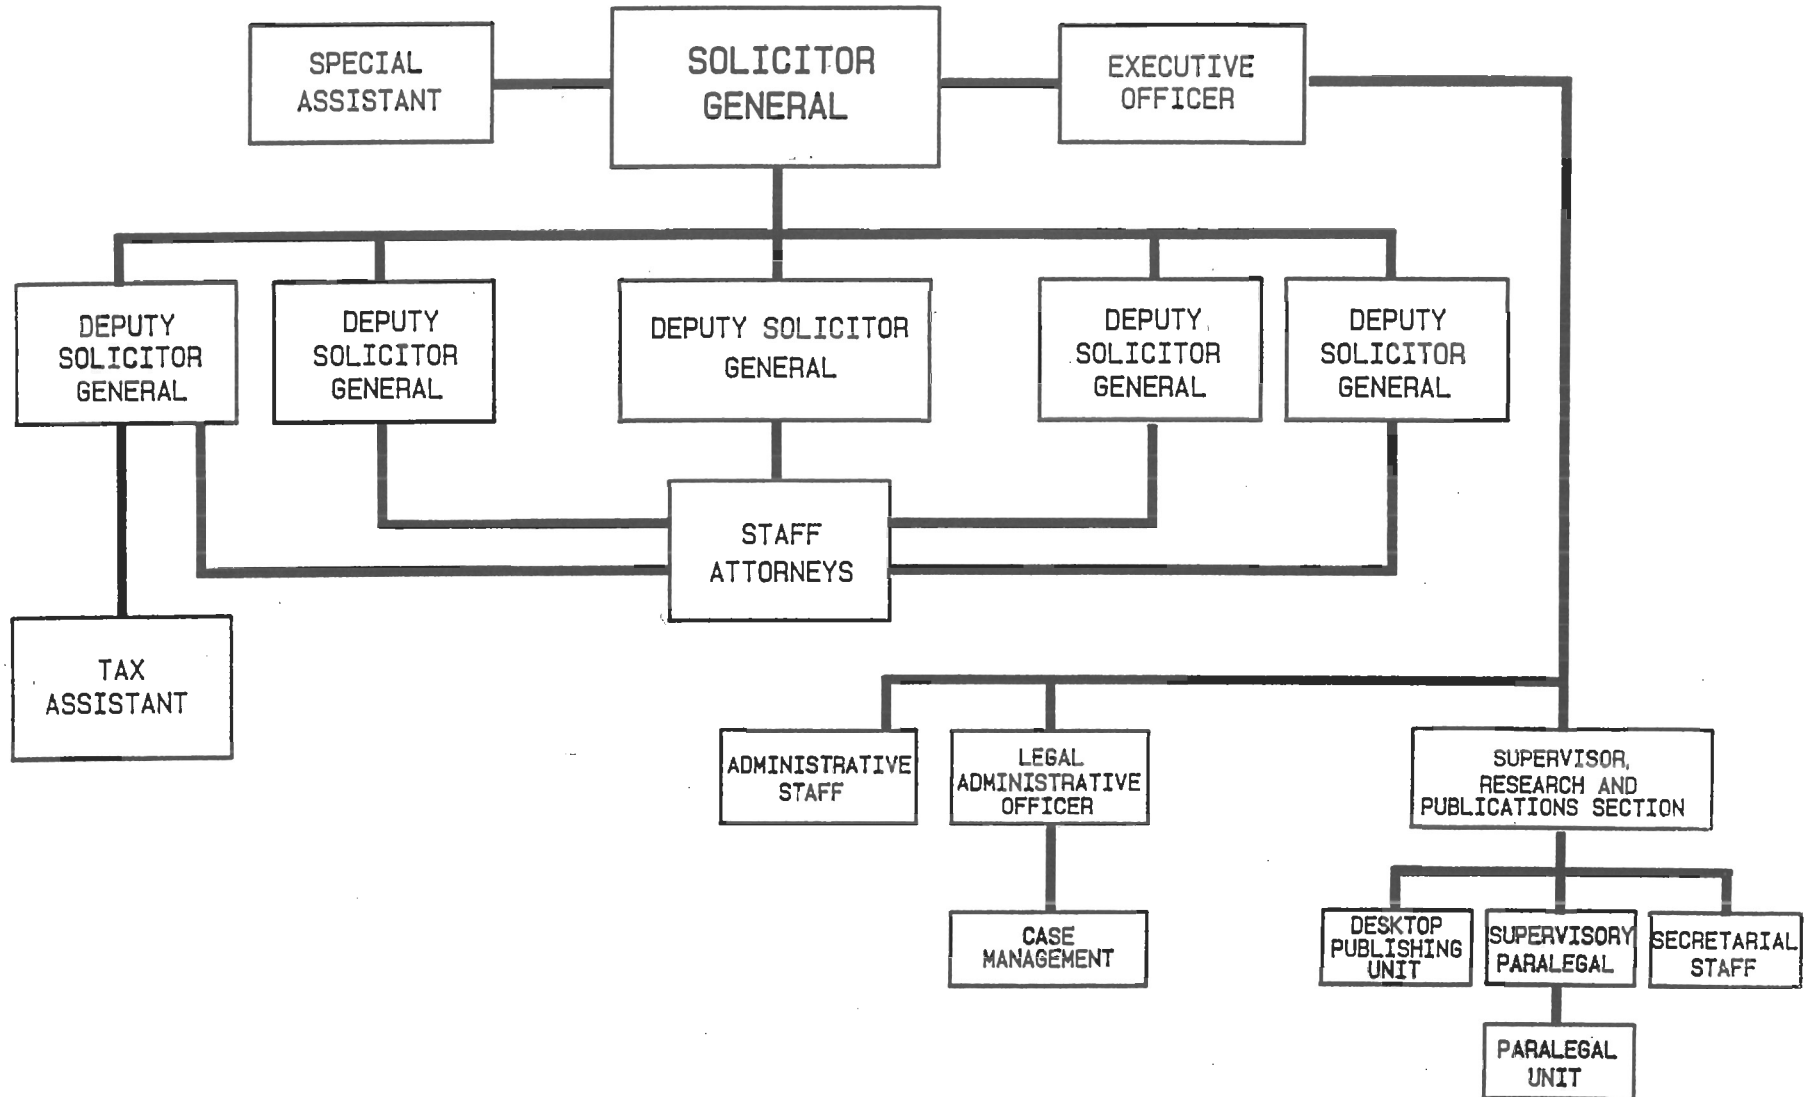 SPECIAL
ASSISTANT
SOLICITOR
GENERAL
EXECUTIVE
OFFICER
DEPUTY
SOLICITOR
GENERAL
DEPUTY
SOLICITOR
GENERAL
DEPUTY SOLICITOR
GENERAL
DEPUTY
SOLICITOR
GENERAL
DEPUTY
SOLICITOR
GENERAL
STAFF
ATTORNEYS
TAX
ASSISTANT
ADMINISTRATIVE
STAFF
LEGAL
ADMINISTRATIVE
OFFICER
SUPERVISOR,
RESEARCH AND
PUBLICATIONS SECTION
CASE
MANAGEMENT
DESKTOP
PUBLISHING
UNIT
SUPERVISORY
PARALEGAL
SECRETARIAL
STAFF
PARALEGAL
UNIT